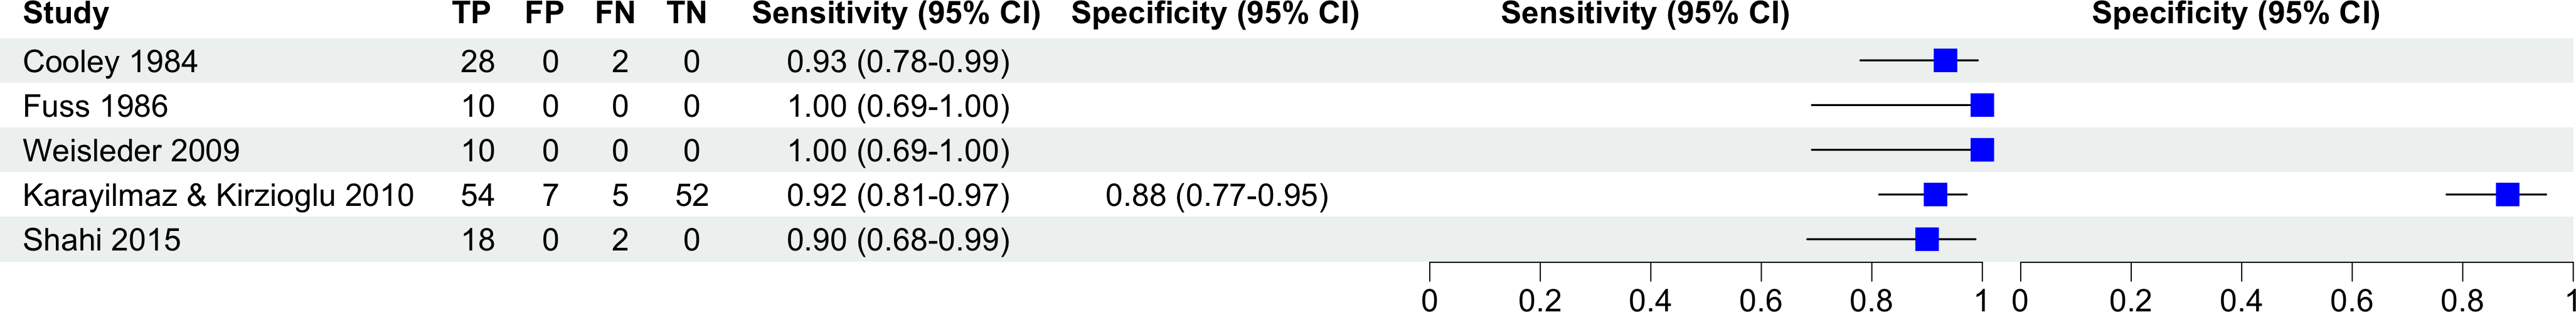 Study TP FP FN TN Sensitivity (95% CI) Specificity (95% CI) Sensitivity (95% CI) Specificity (95% CI)
Cooley 1984 28 0 2 0 0.93 (0.78-0.99)
Fuss 1986 10 0 0 0 1.00 (0.69-1.00)
Weisleder 2009 10 0 0 0 1.00 (0.69-1.00)
Karayilmaz & Kirzioglu 2010 54 7 5 52 0.92 (0.81-0.97) 0.88 (0.77-0.95)
Shahi 2015 18 0 2 0 0.90 (0.68-0.99)
0 0.2 0.4 0.6 0.8 1 0 0.2 0.4 0.6 0.8 1